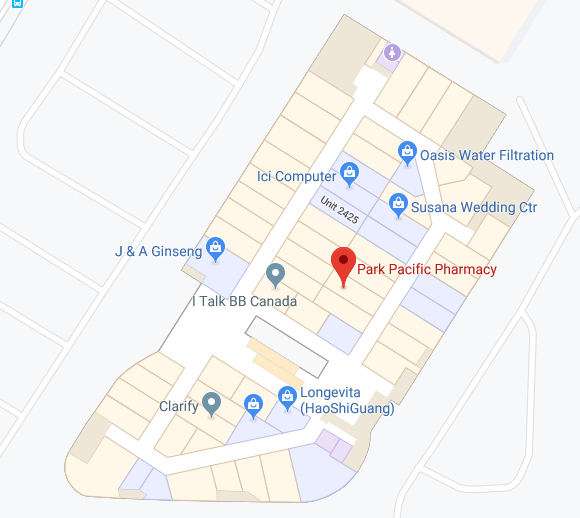 Oasis Water Filtration
Ici Computer
Unit 2425
Susana Wedding Ctr
J & A Ginseng
Park Pacific Pharmacy
I Talk BB Canada
Longevita
(HaoShiGuang)
Clarify